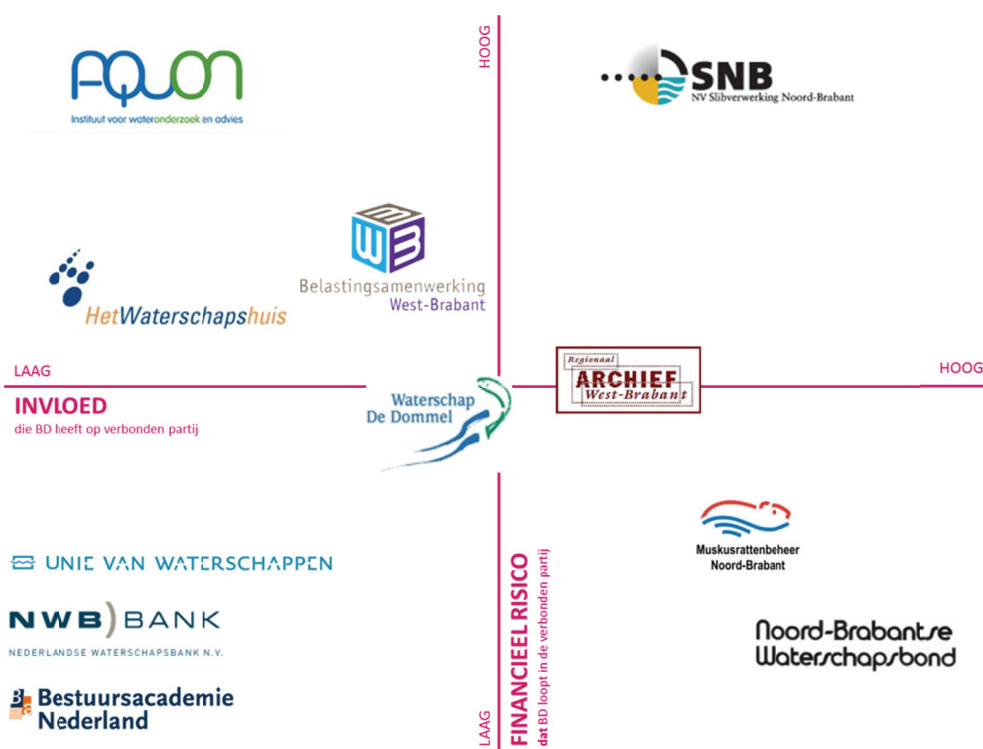 AQUON
Instituut voor wateronderzoek en advies
HOOG
SNB
NV Slibverwerking Noord-Brabant
WBB
Belastingsamenwerking
West-Brabant
HetWaterschapshuis
LAAG
HOOG
INVLOED
die BD heeft op verbonden partij
Waterschap
De Dommel
Regionaal
ARCHIEF
West-Brabant
UNIE VAN WATERSCHAPPEN
NWB) BANK
NEDERLANDSE WATERSCHAPSBANK N.V.
Ba Bestuursacademie
Nederland
LAAG
FINANCIEEL RISICO
dat BD loopt in de verbonden partij
Muskusrattenbeheer
Noord-Brabant
Noord-Brabantse
Waterschapsbond